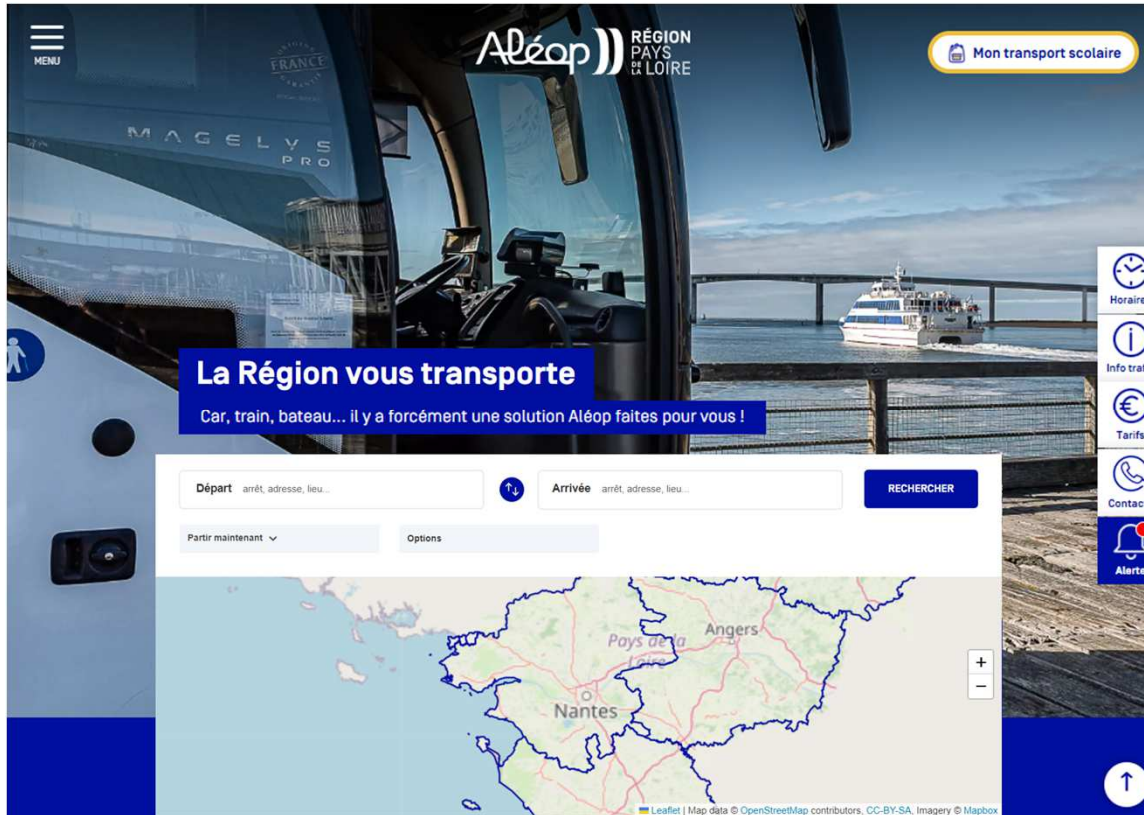 MENU
Aléop
RÉGION
PAYS
DE LA LOIRE
Mon transport scolaire
ORIGINE
FRANCE
GARANTIE
MAGELYS
PRO
La Région vous transporte
Car, train, bateau... il y a forcément une solution Aléop faites pour vous !
Horaire
Info traf
Tarifs
Contac
Alerte
Départ arrêt, adresse, lieu...
Arrivée arrêt, adresse, lieu...
RECHERCHER
Partir maintenant
Options
Pays de la
Loire
Angers
Nantes
+
−
Leaflet | Map data © OpenStreetMap contributors, CC-BY-SA, Imagery © Mapbox